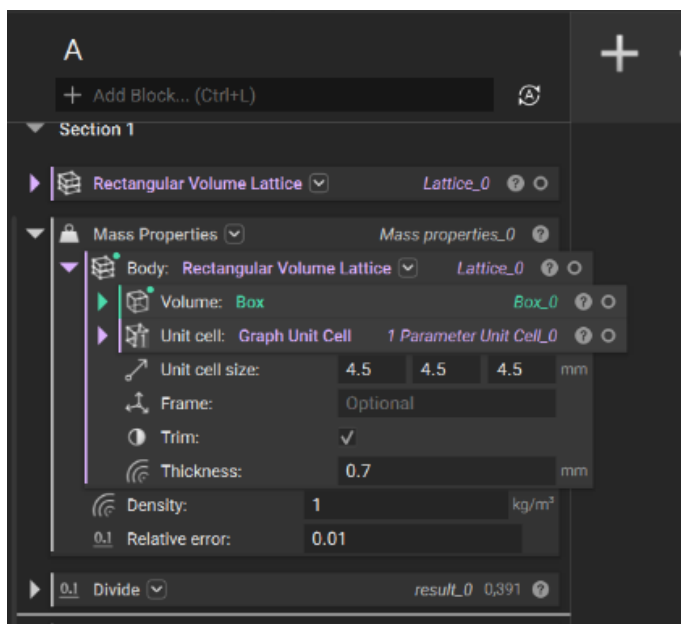 A
Add Block... (Ctrl+L)
Section 1
Rectangular Volume Lattice Lattice_0
Mass Properties Mass properties_0
Body: Rectangular Volume Lattice Lattice_0
Volume: Box Box_0
Unit cell: Graph Unit Cell 1 Parameter Unit Cell_0
Unit cell size: 4.5 4.5 4.5 mm
Frame: Optional
Trim:
Thickness: 0.7 mm
Density: 1 kg/m³
0.1 Relative error: 0.01
0.1 Divide result_0 0,391